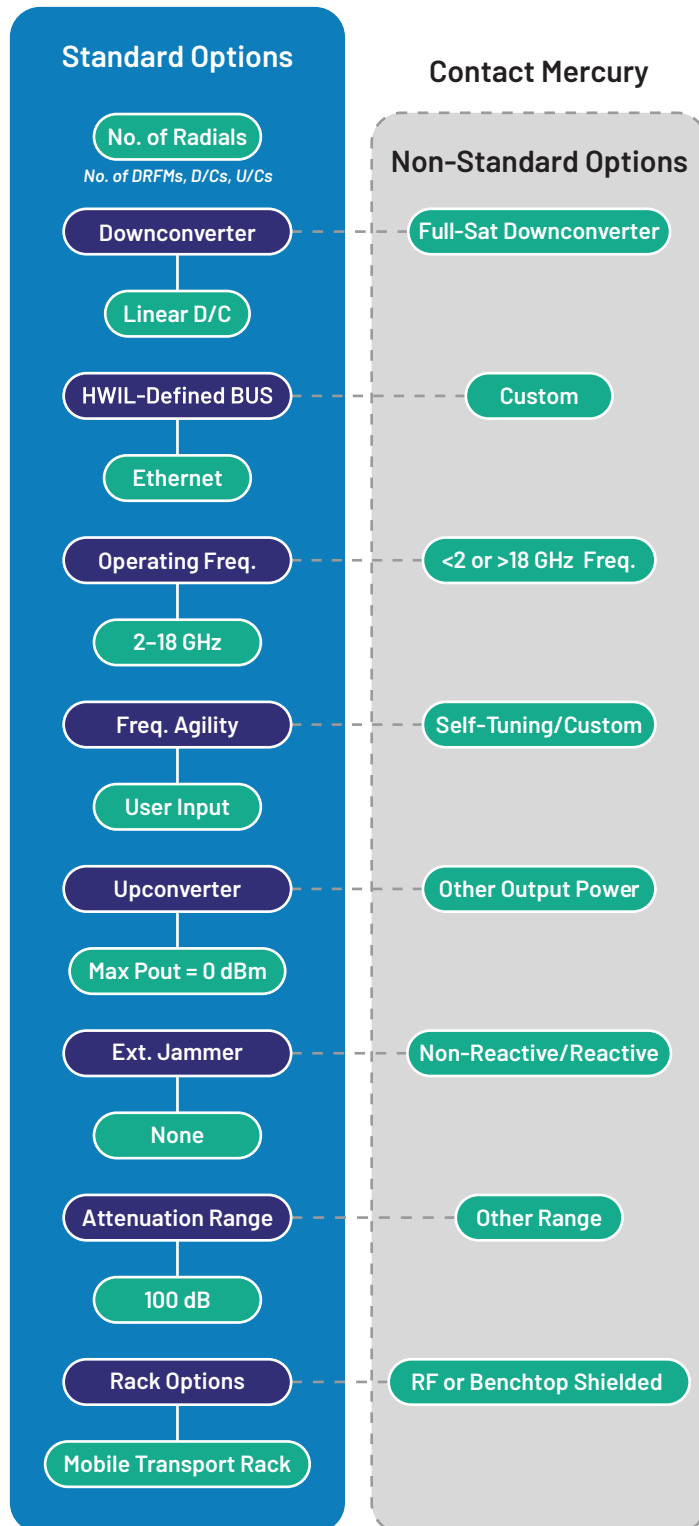 Standard Options
Contact Mercury
No. of Radials
No. of DRFMs, D/Cs, U/Cs
Non-Standard Options
Downconverter
Full-Sat Downconverter
Linear D/C
HWIL-Defined BUS
Custom
Ethernet
Operating Freq.
<2 or >18 GHz Freq.
2–18 GHz
Freq. Agility
Self-Tuning/Custom
User Input
Upconverter
Other Output Power
Max Pout = 0 dBm
Ext. Jammer
Non-Reactive/Reactive
None
Attenuation Range
Other Range
100 dB
Rack Options
RF or Benchtop Shielded
Mobile Transport Rack